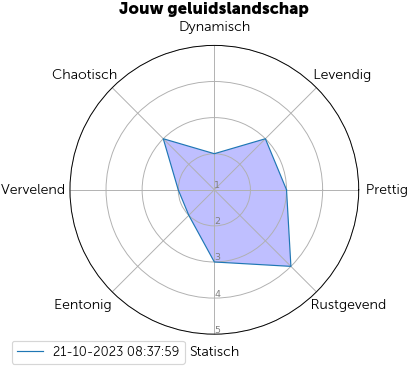 Jouw geluidslandschap
Dynamisch
Chaotisch
Levendig
Vervelend
Prettig
1
2
3
4
5
Eentonig
Rustgevend
21-10-2023 08:37:59
Statisch